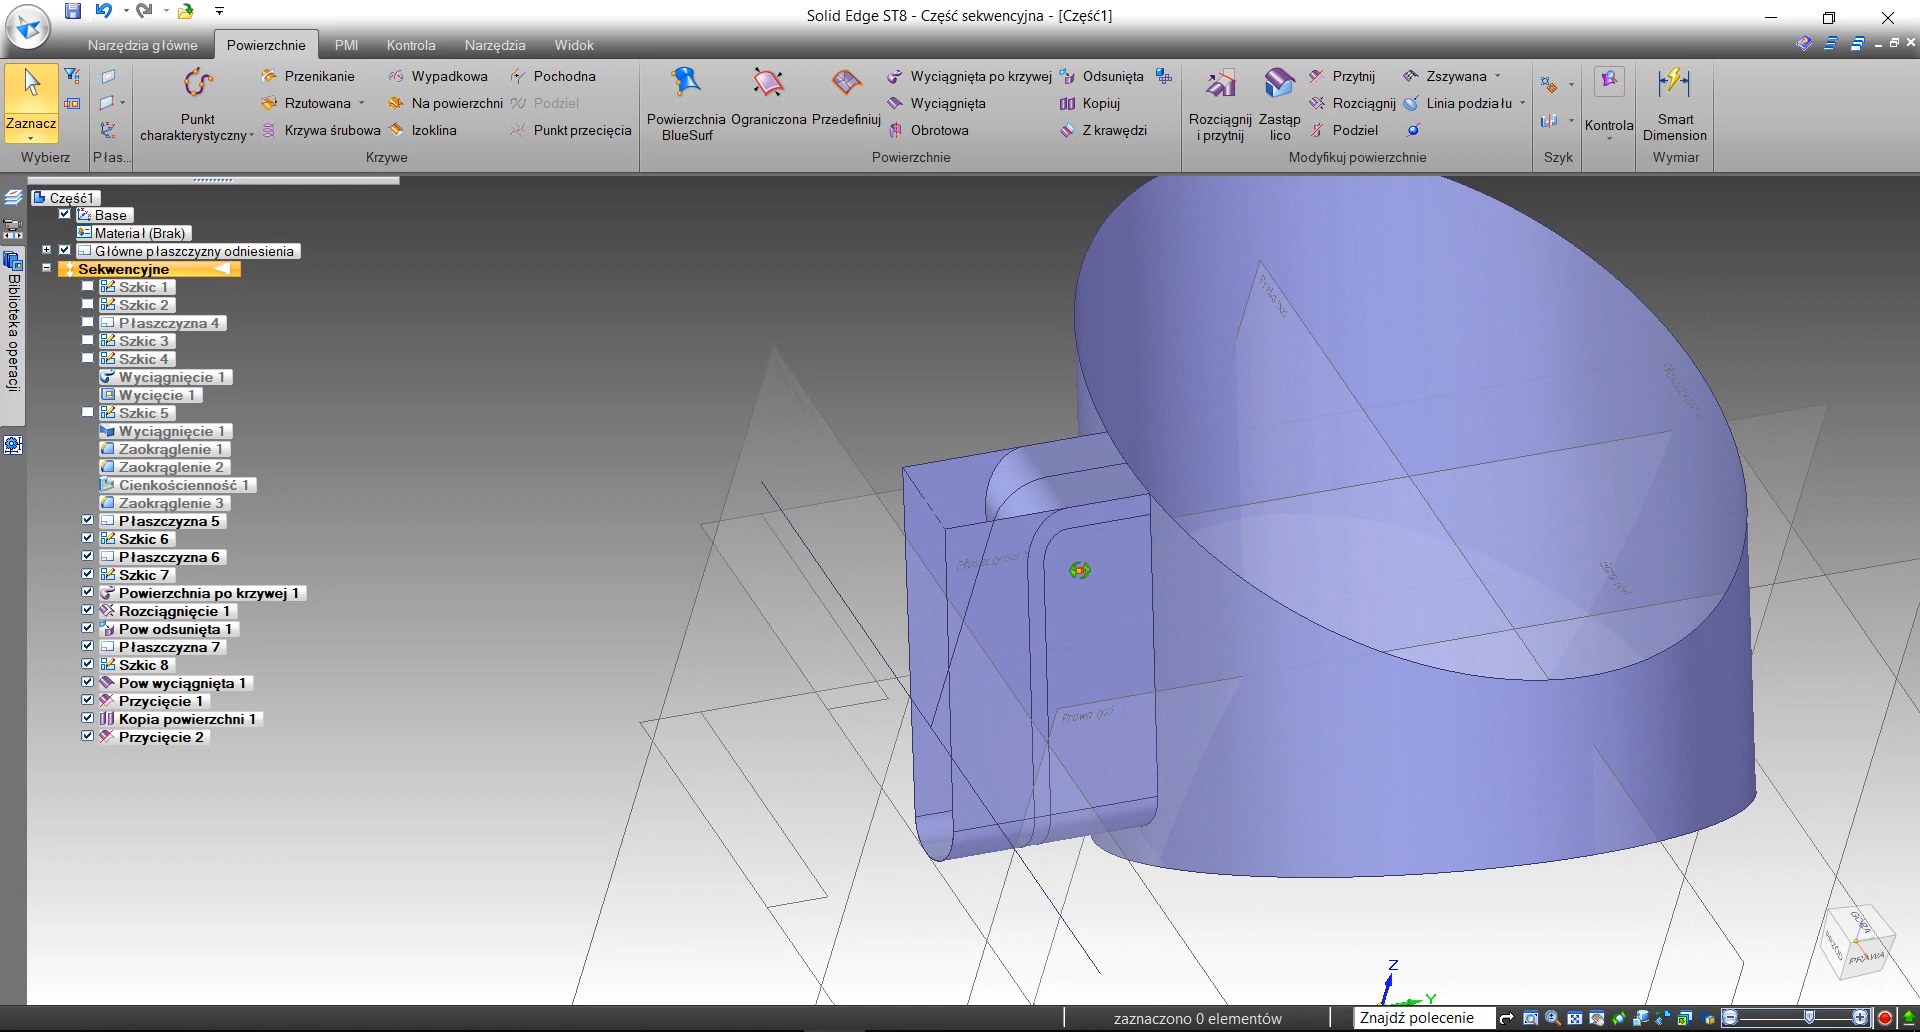 Solid Edge ST8 - Część sekwencyjna - [Część1]
Narzędzia główne
Powierzchnie
PMI
Kontrola
Narzędzia
Widok
Zaznacz
Wybierz
Płas...
Punkt charakterystyczny
Przenikanie
Rzutowana
Krzywa śrubowa
Wypadkowa
Na powierzchni
Izoklina
Pochodna
Podziel
Punkt przecięcia
Krzywe
Powierzchnia BlueSurf
Ograniczona
Przedefiniuj
Wyciągnięta po krzywej
Wyciągnięta
Obrotowa
Odsunięta
Kopiuj
Z krawędzi
Powierzchnie
Rozciągnij i przytnij
Zastąp lico
Przytnij
Rozciągnij
Podziel
Zszywana
Linia podziału
Modyfikuj powierzchnie
Szyk
Kontrola
Smart Dimension
Wymiar
Biblioteka operacji
Część1
Base
Materiał (Brak)
Główne płaszczyzny odniesienia
Sekwencyjne
Szkic 1
Szkic 2
Płaszczyzna 4
Szkic 3
Szkic 4
Wyciągnięcie 1
Wycięcie 1
Szkic 5
Wyciągnięcie 1
Zaokrąglenie 1
Zaokrąglenie 2
Cienkościenność 1
Zaokrąglenie 3
Płaszczyzna 5
Szkic 6
Płaszczyzna 6
Szkic 7
Powierzchnia po krzywej 1
Rozciągnięcie 1
Pow odsunięta 1
Płaszczyzna 7
Szkic 8
Pow wyciągnięta 1
Przycięcie 1
Kopia powierzchni 1
Przycięcie 2
Prawa (yz)
GÓRA
PRAWA
Z
Y
zaznaczono 0 elementów
Znajdź polecenie